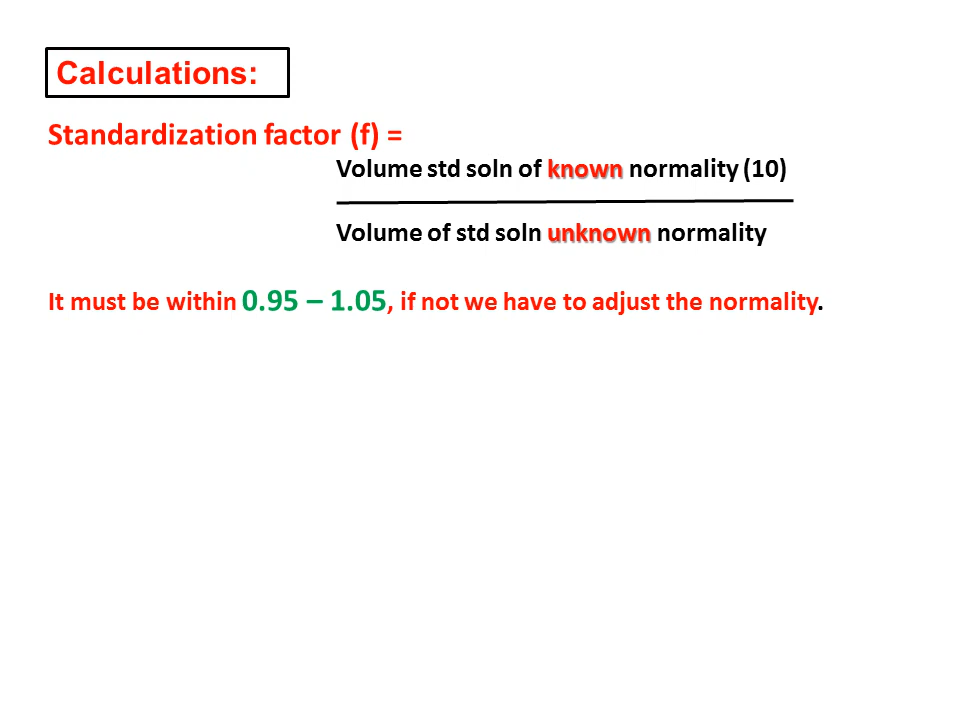 Calculations:
Standardization factor (f) =
Volume std soln of known normality (10)
Volume of std soln unknown normality
It must be within 0.95 – 1.05, if not we have to adjust the normality.